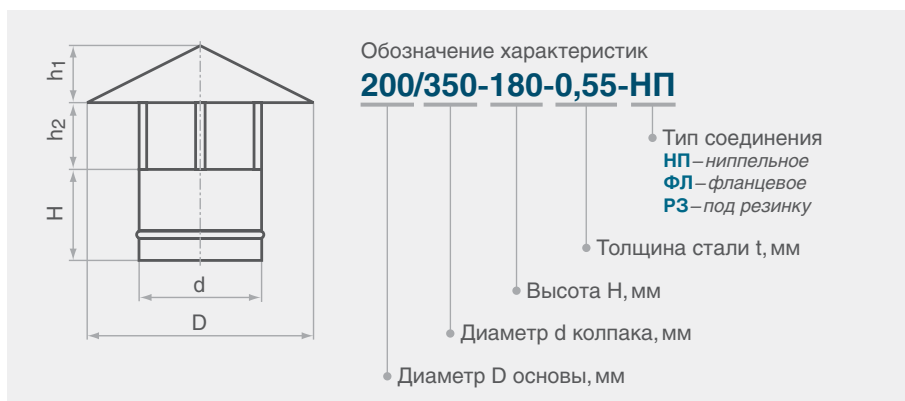 h1
h2
H
d
D
Обозначение характеристик
200/350-180-0,55-НП
Тип соединения
НП–ниппельное
ФЛ–фланцевое
РЗ–под резинку
Толщина стали t, мм
Высота H, мм
Диаметр d колпака, мм
Диаметр D основы, мм